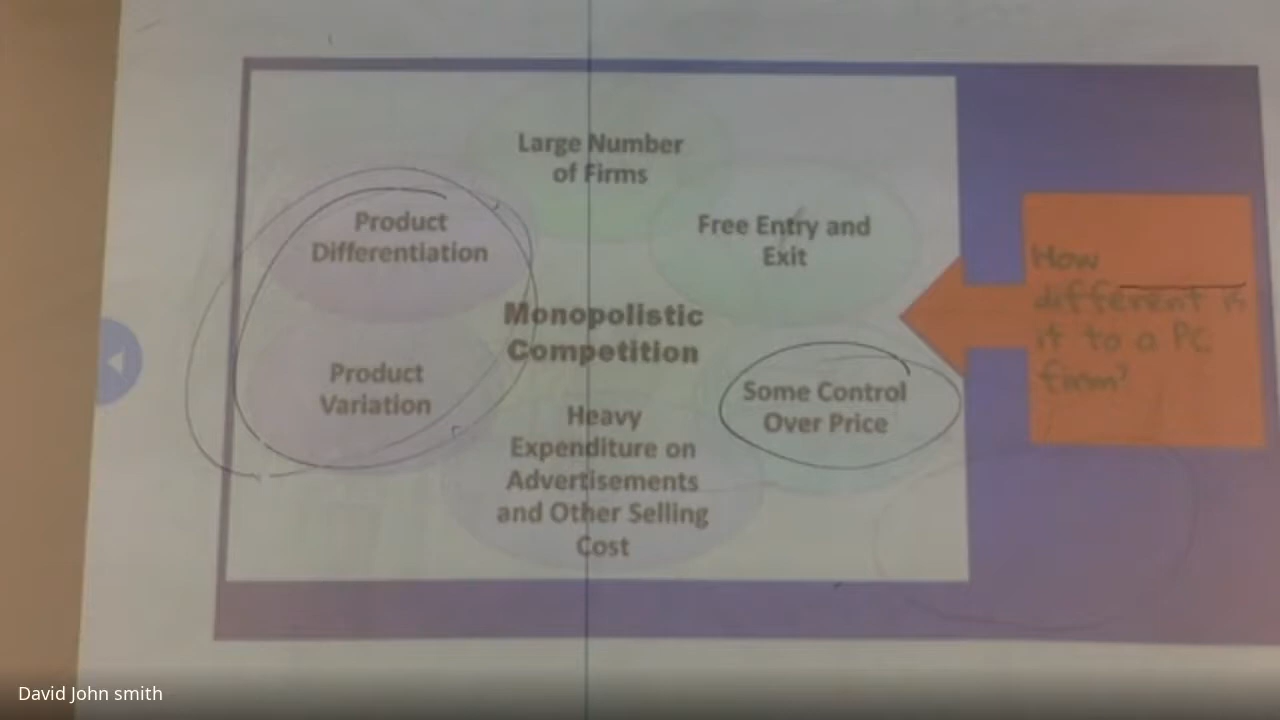 Large Number
of Firms
Product
Differentiation
Free Entry and
Exit
Monopolistic
Competition
Product
Variation
Some Control
Over Price
Heavy
Expenditure on
Advertisements
and Other Selling
Cost
How
different is
it to a PC
firm?
David John smith